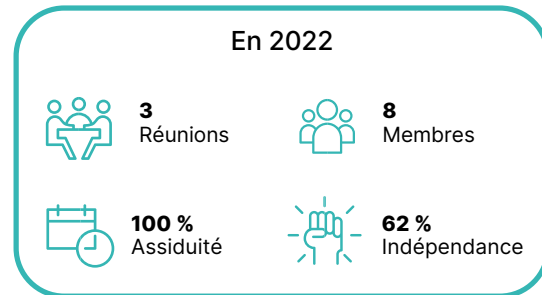 En 2022
3
Réunions
8
Membres
100 %
Assiduité
62 %
Indépendance